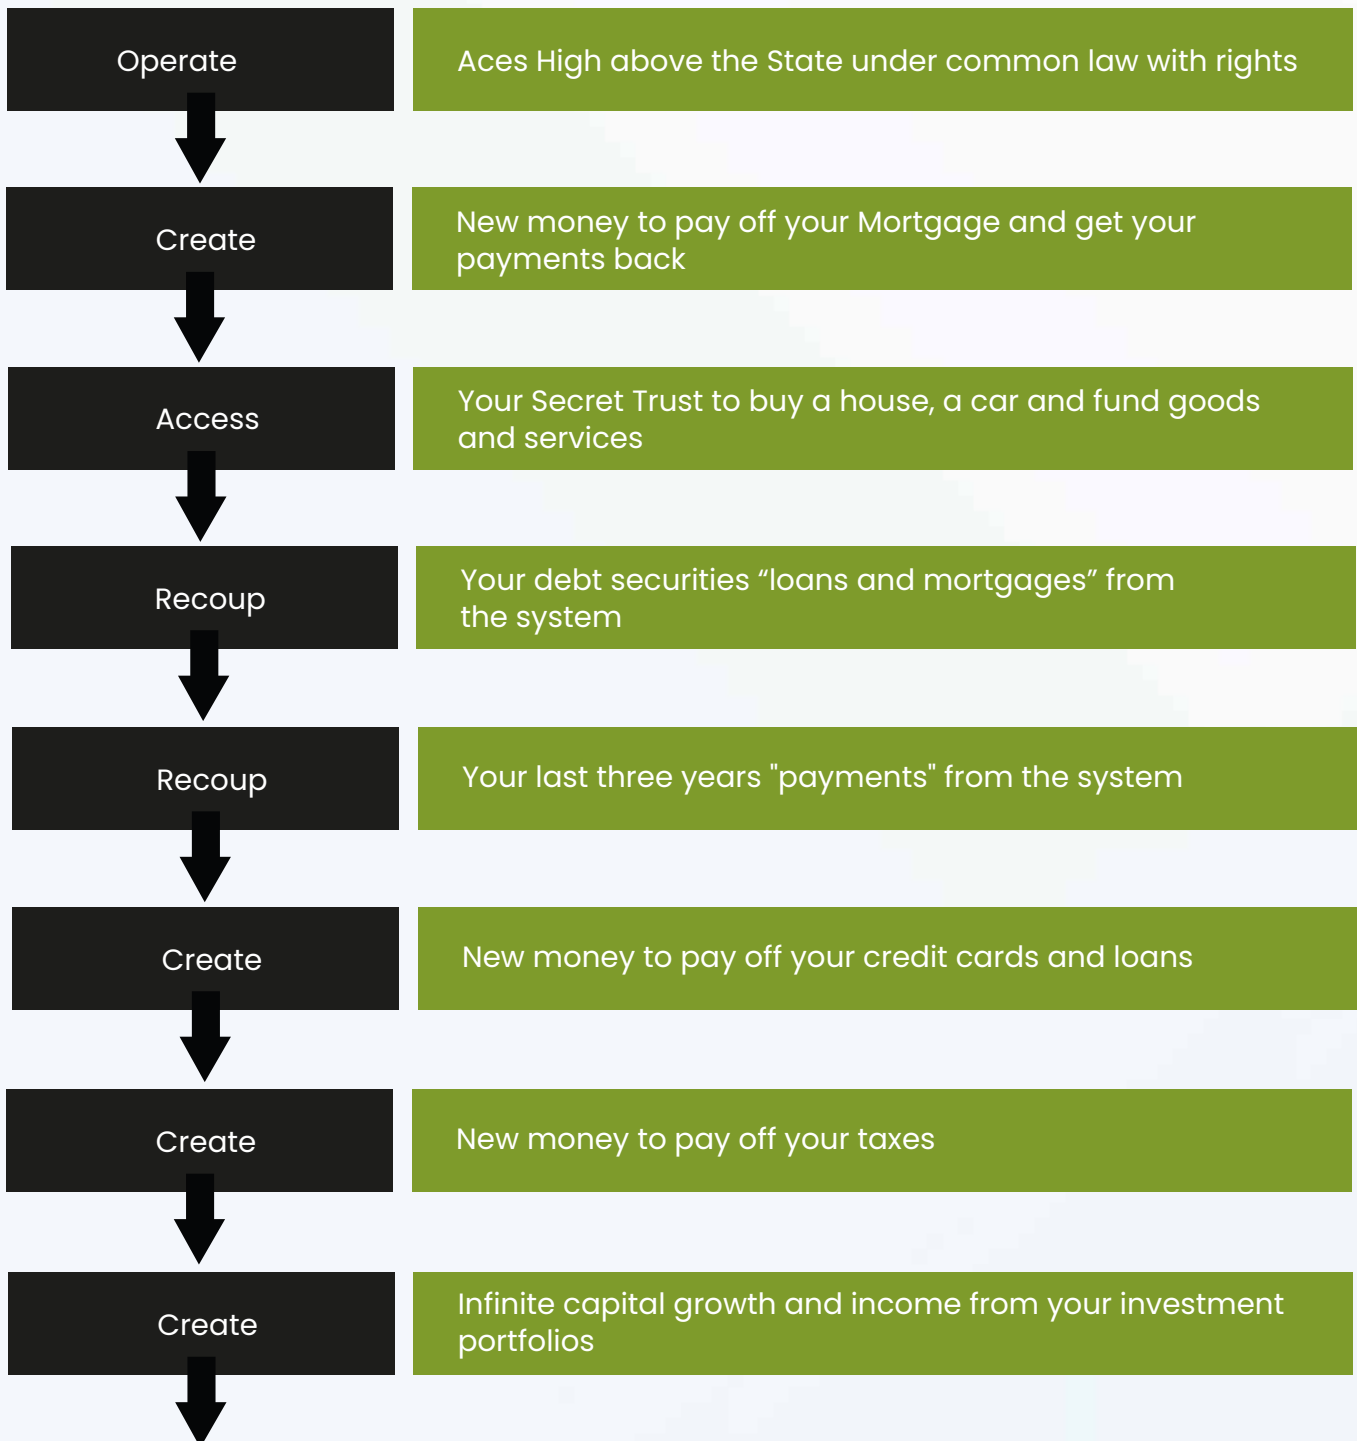 Operate
Aces High above the State under common law with rights
Create
New money to pay off your Mortgage and get your
payments back
Access
Your Secret Trust to buy a house, a car and fund goods
and services
Recoup
Your debt securities “loans and mortgages” from
the system
Recoup
Your last three years "payments" from the system
Create
New money to pay off your credit cards and loans
Create
New money to pay off your taxes
Create
Infinite capital growth and income from your investment
portfolios